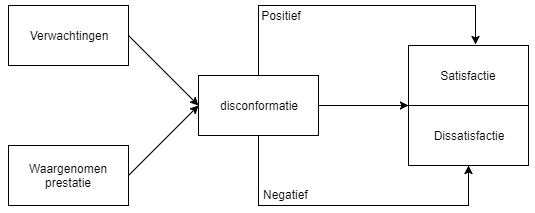 Positief
Verwachtingen
Satisfactie
disconformatie
Dissatisfactie
Waargenomen
prestatie
Negatief